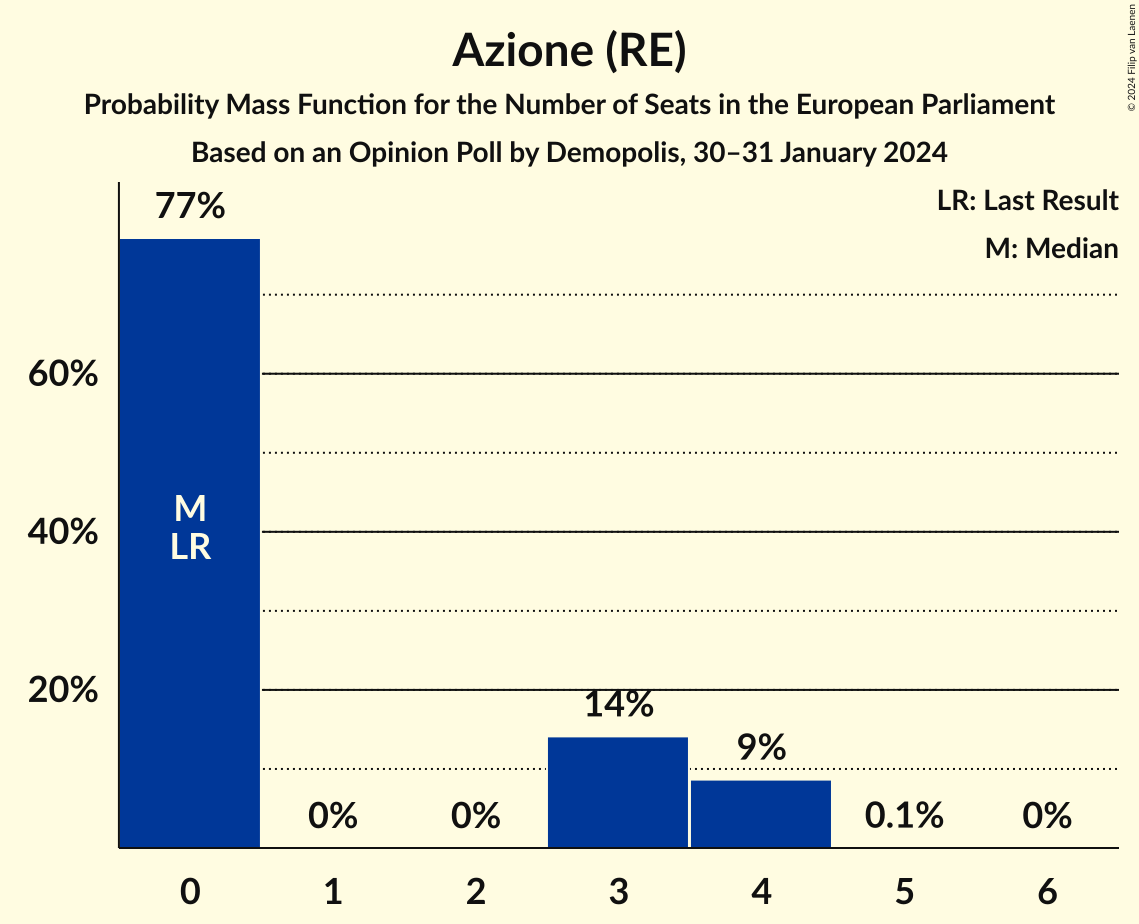 Azione (RE)
Probability Mass Function for the Number of Seats in the European Parliament
Based on an Opinion Poll by Demopolis, 30–31 January 2024
© 2024 Filip van Laenen
LR: Last Result
M: Median
77%
60%
40%
20%
M
LR
0%
0%
14%
9%
0.1%
0%
0
1
2
3
4
5
6